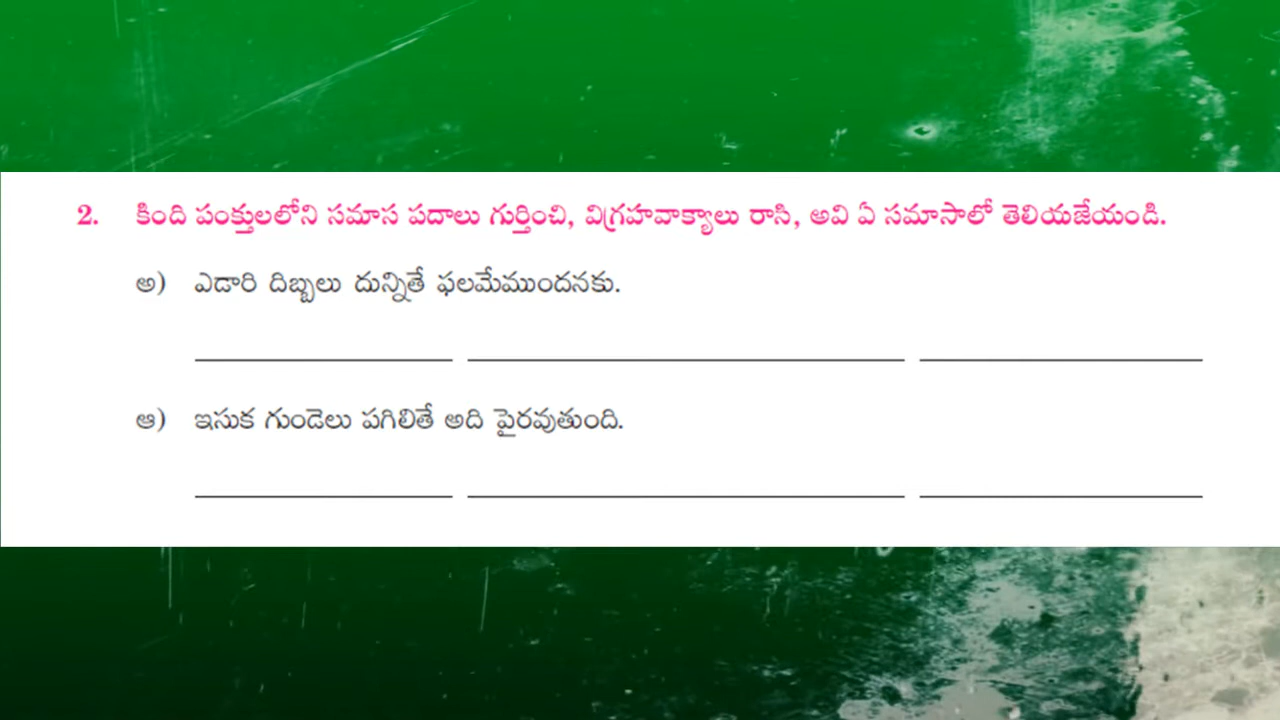 2. కింది పంక్తులలోని సమాస పదాలు గుర్తించి, విగ్రహవాక్యాలు రాసి, అవి ఏ సమాసాలో తెలియజేయండి.
అ) ఎడారి దిబ్బలు దున్నితే ఫలమేముందనకు.
ఆ) ఇసుక గుండెలు పగిలితే అది పైరవుతుంది.